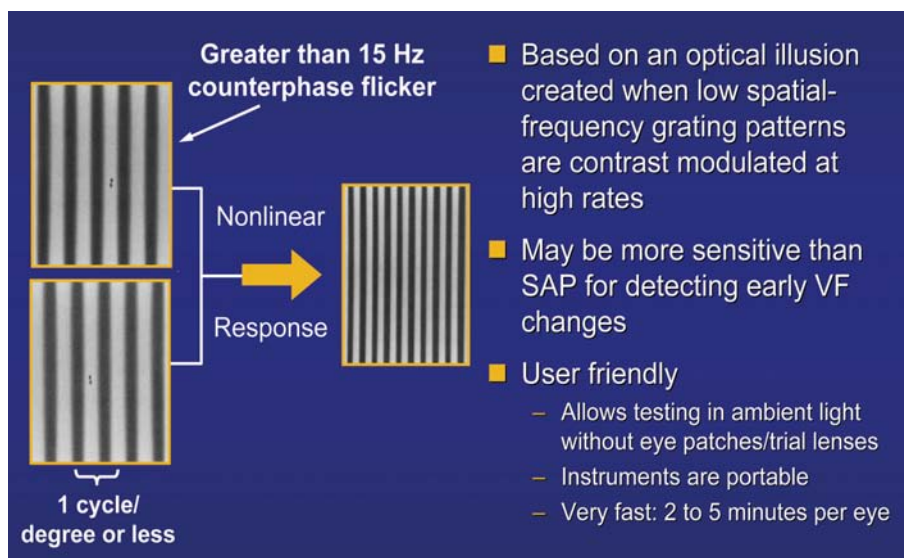 Greater than 15 Hz
counterphase flicker
Nonlinear
Response
1 cycle/
degree or less
■ Based on an optical illusion
created when low spatial-
frequency grating patterns
are contrast modulated at
high rates
■ May be more sensitive than
SAP for detecting early VF
changes
■ User friendly
– Allows testing in ambient light
without eye patches/trial lenses
– Instruments are portable
– Very fast: 2 to 5 minutes per eye